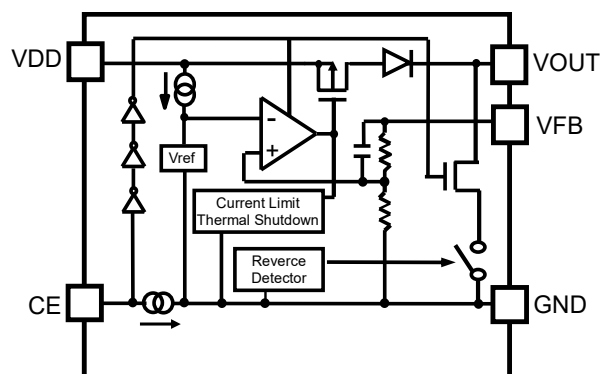 VDD
VOUT
VFB
-
+
Vref
Current Limit
Thermal Shutdown
Reverce
Detector
CE
GND